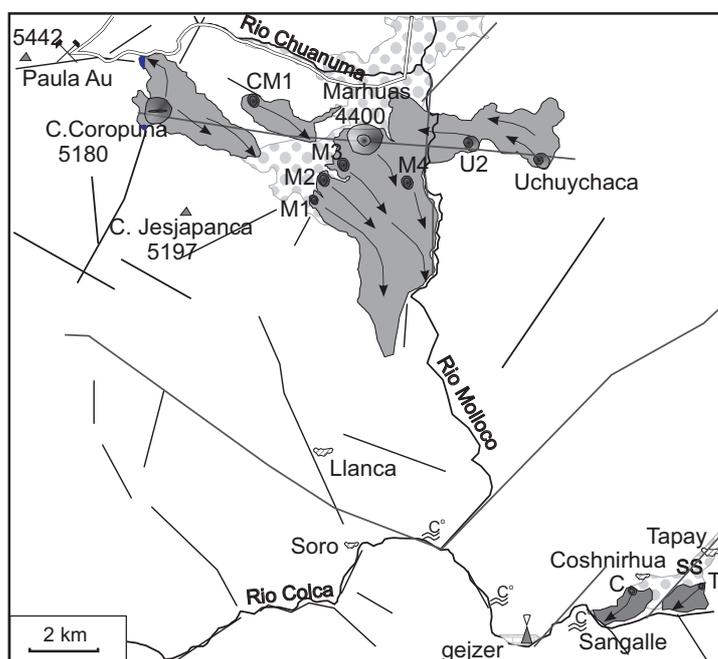 5442
Paula Au
Rio Chuanuma
CM1
Marhuas
4400
C.Coropuna
5180
M3
M2
M1
M4
U2
Uchuychaca
C. Jesjapanca
5197
Rio Molloco
Llanca
Soro
C°
Rio Colca
C°
Tapay
Coshnirhua
SS
C
T
C
Sangalle
gejzer
2 km